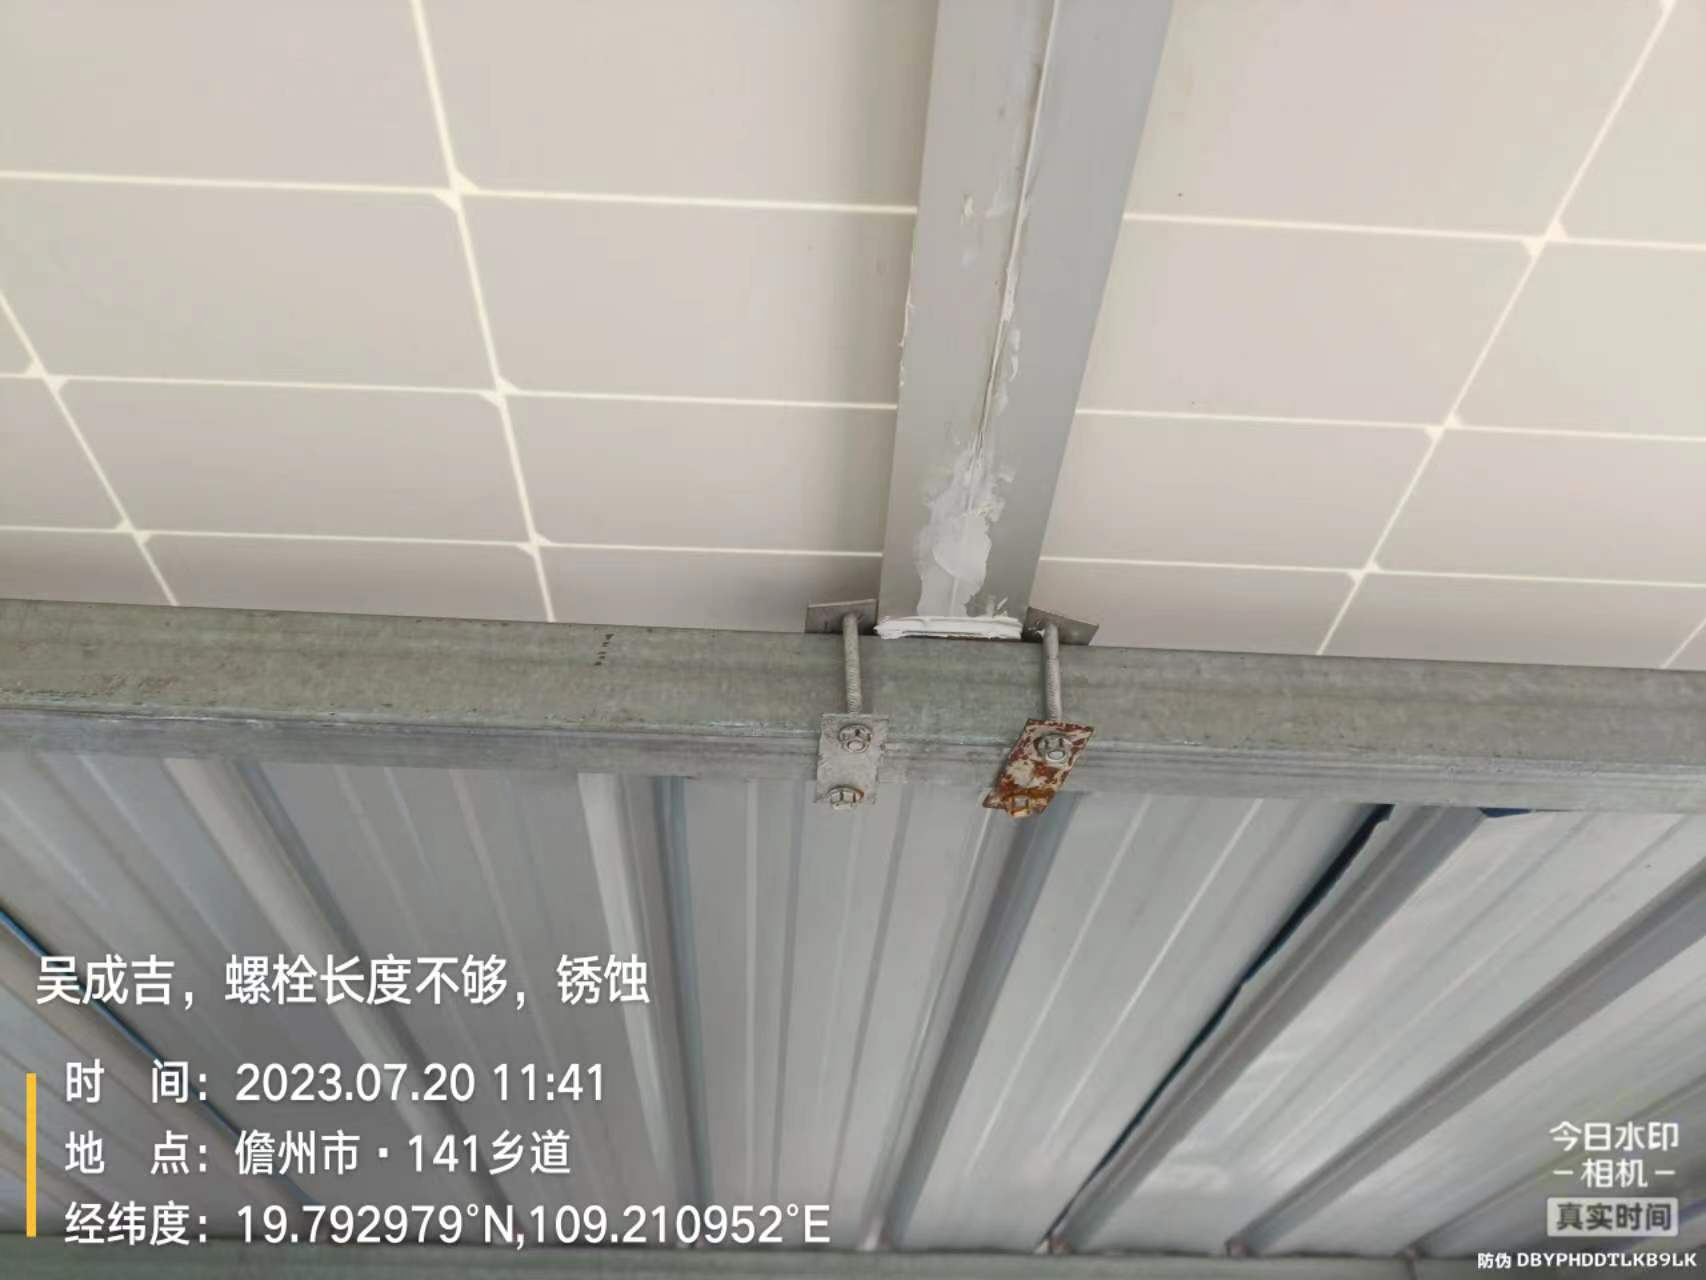 吴成吉，螺栓长度不够，锈蚀
时 间：2023.07.20 11:41
地 点：儋州市·141乡道
经纬度：19.792979°N,109.210952°E
今日水印
-相机-
真实时间
防伪 DBYPHDDTLKB9LK